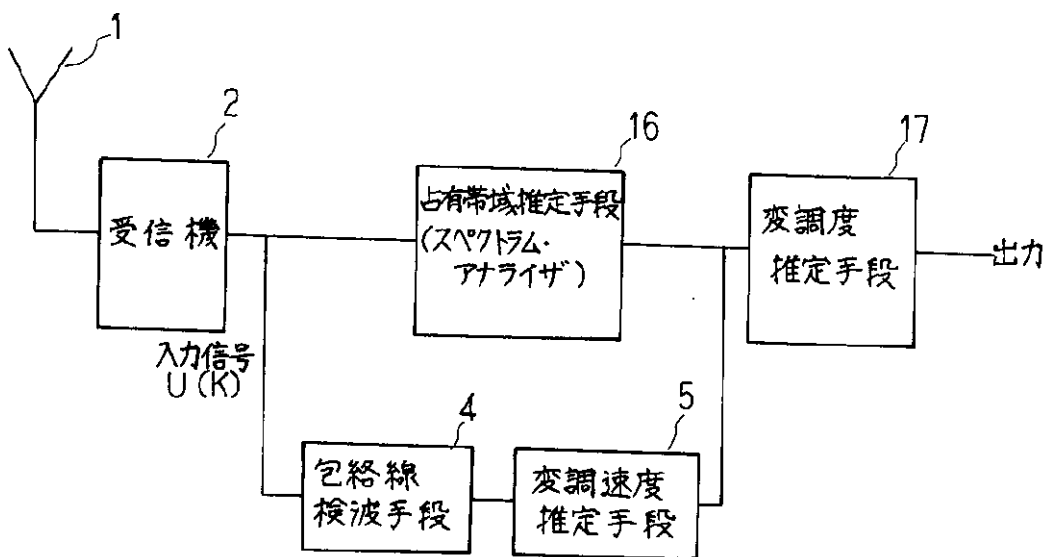 1
2
受信機
入力信号
U(K)
16
占有帯域推定手段
(スペクトラム・
アナライザ)
17
変調度
推定手段
出力
4
包絡線
検波手段
5
変調速度
推定手段